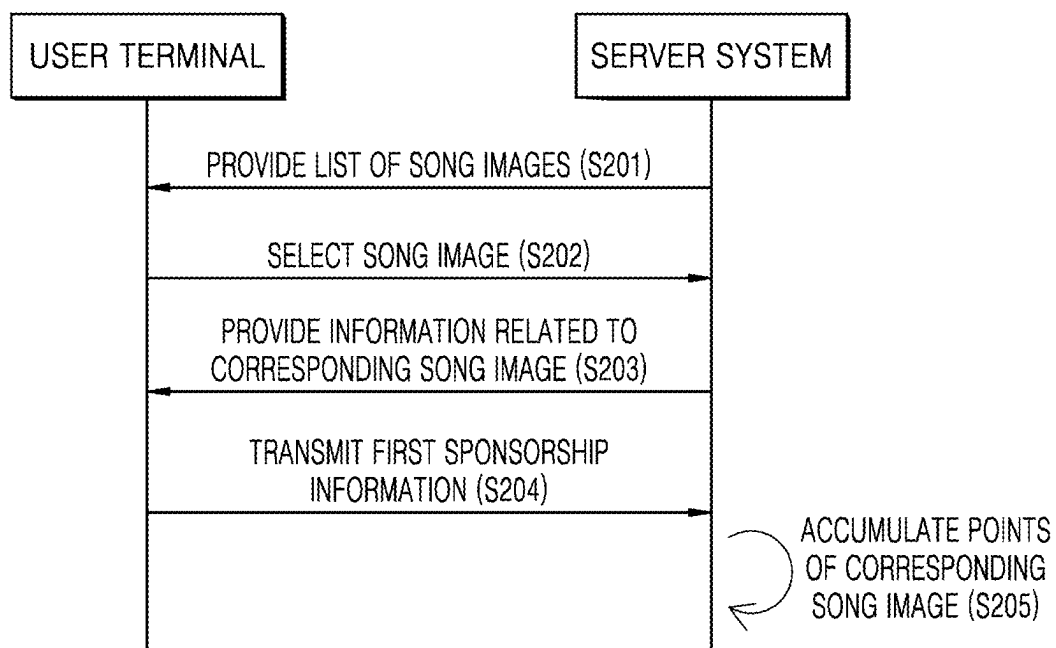 USER TERMINAL
SERVER SYSTEM
PROVIDE LIST OF SONG IMAGES (S201)
SELECT SONG IMAGE (S202)
PROVIDE INFORMATION RELATED TO
CORRESPONDING SONG IMAGE (S203)
TRANSMIT FIRST SPONSORSHIP
INFORMATION (S204)
ACCUMULATE POINTS
OF CORRESPONDING
SONG IMAGE (S205)